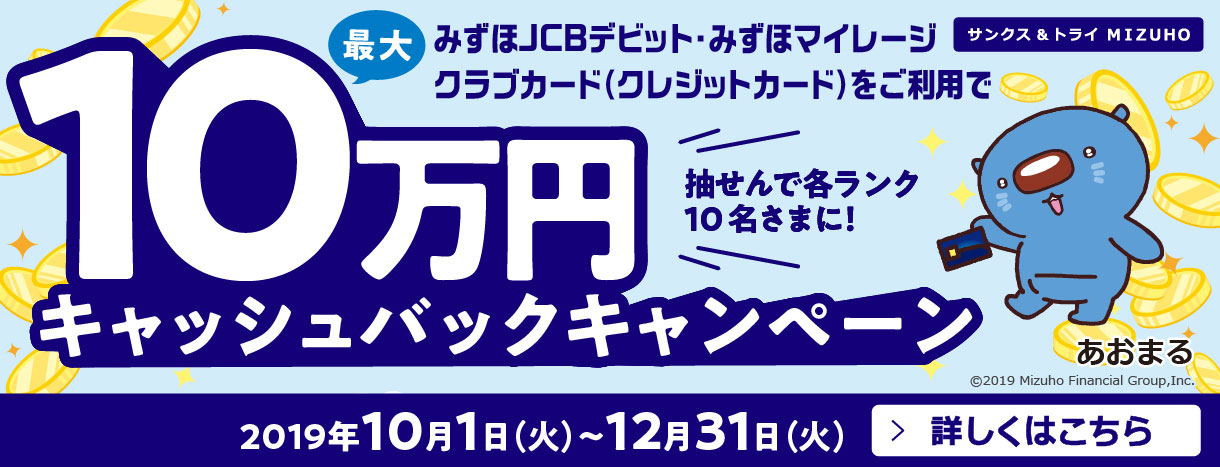 最大
みずほJCBデビット・みずほマイレージ
クラブカード(クレジットカード)をご利用で
サンクス&トライ MIZUHO
10万円
抽せんで各ランク
10名さまに!
キャッシュバックキャンペーン
あおまる
©2019 Mizuho Financial Group,Inc.
2019年10月1日(火)~12月31日(火)
> 詳しくはこちら